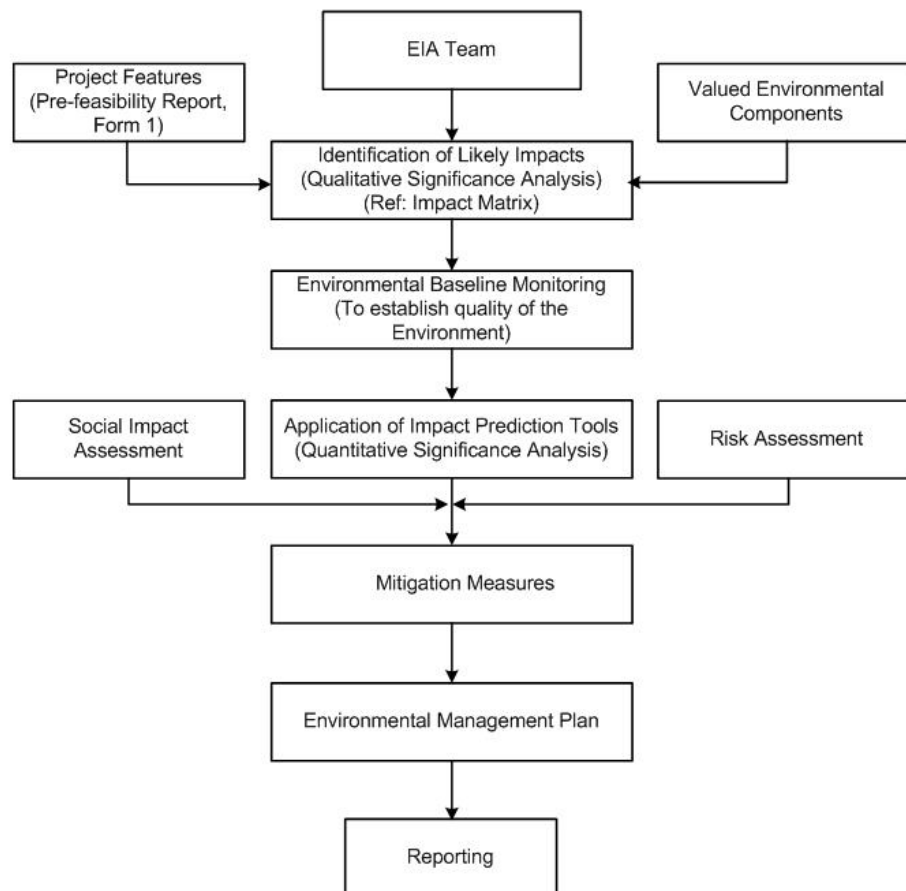 EIA Team
Project Features
(Pre-feasibility Report,
Form 1)
Valued Environmental
Components
Identification of Likely Impacts
(Qualitative Significance Analysis)
(Ref: Impact Matrix)
Environmental Baseline Monitoring
(To establish quality of the
Environment)
Social Impact
Assessment
Application of Impact Prediction Tools
(Quantitative Significance Analysis)
Risk Assessment
Mitigation Measures
Environmental Management Plan
Reporting